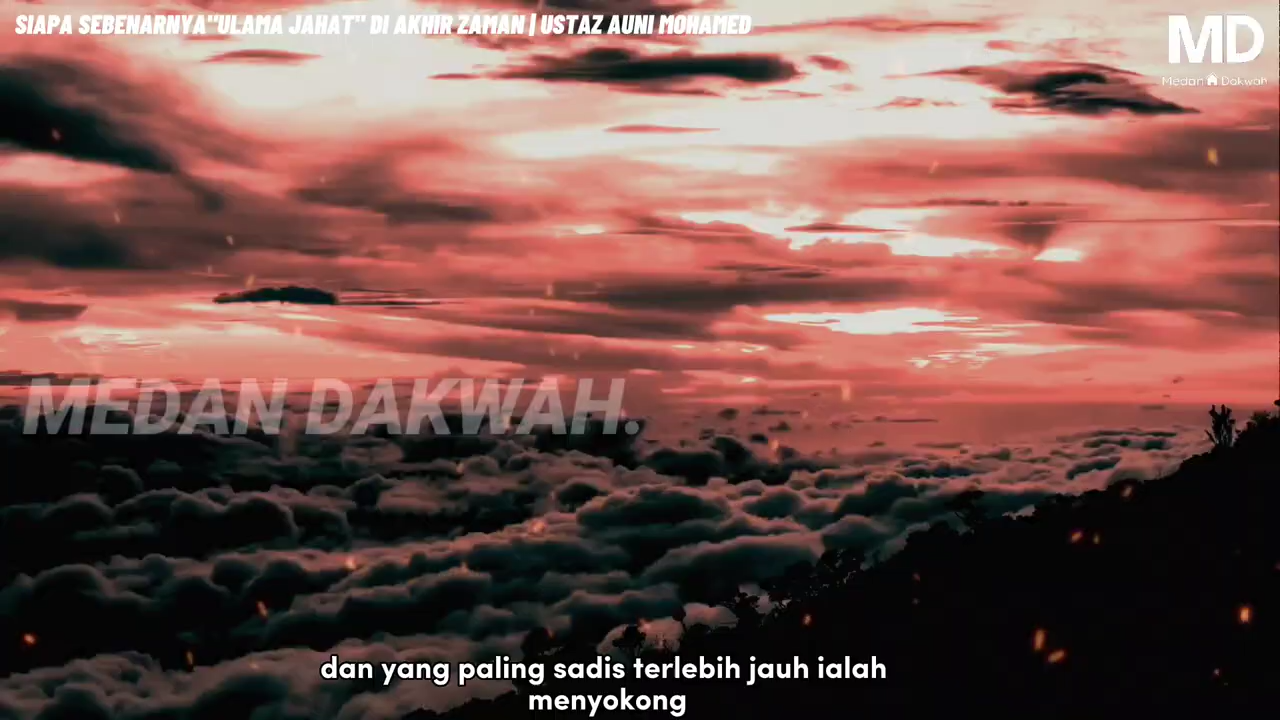 SIAPA SEBENARNYA"ULAMA JAHAT" DI AKHIR ZAMAN | USTAZ AUNI MOHAMED
MD
Medan Dakwah
MEDAN DAKWAH.
dan yang paling sadis terlebih jauh ialah
menyokong